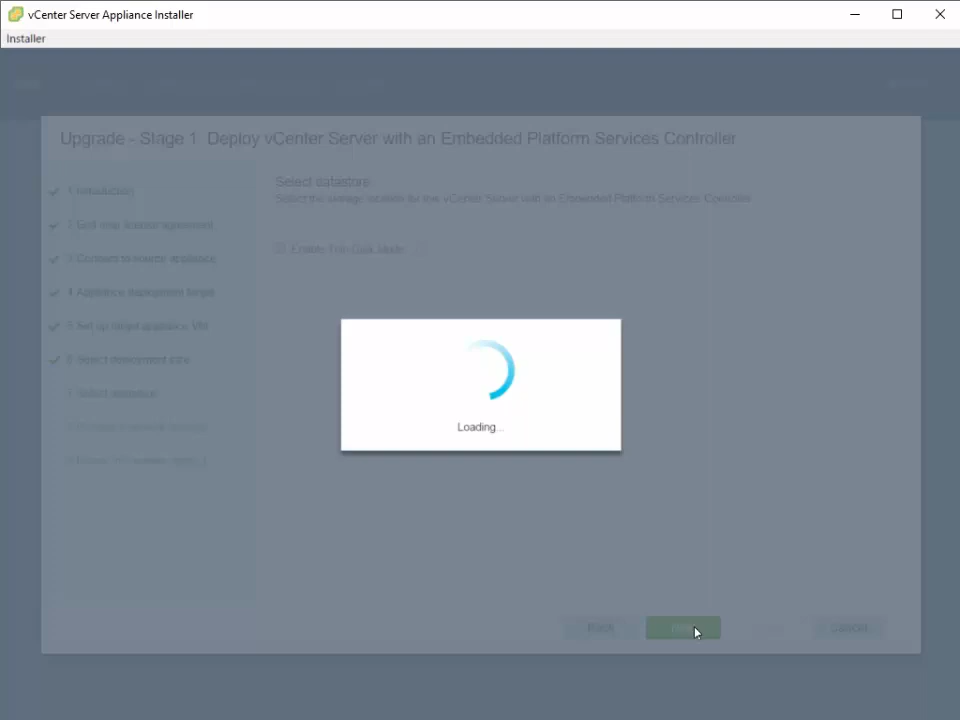 vCenter Server Appliance Installer
Installer
Upgrade - Stage 1: Deploy vCenter Server with an Embedded Platform Services Controller
1 Introduction
2 End user license agreement
3 Connect to source appliance
4 Appliance deployment target
5 Set up target appliance VM
6 Select deployment size
7 Select datastore
Select datastore
Select the storage location for this vCenter Server with an Embedded Platform Services Controller
Enable Thin Disk Mode
Loading...
Back
Next
Cancel